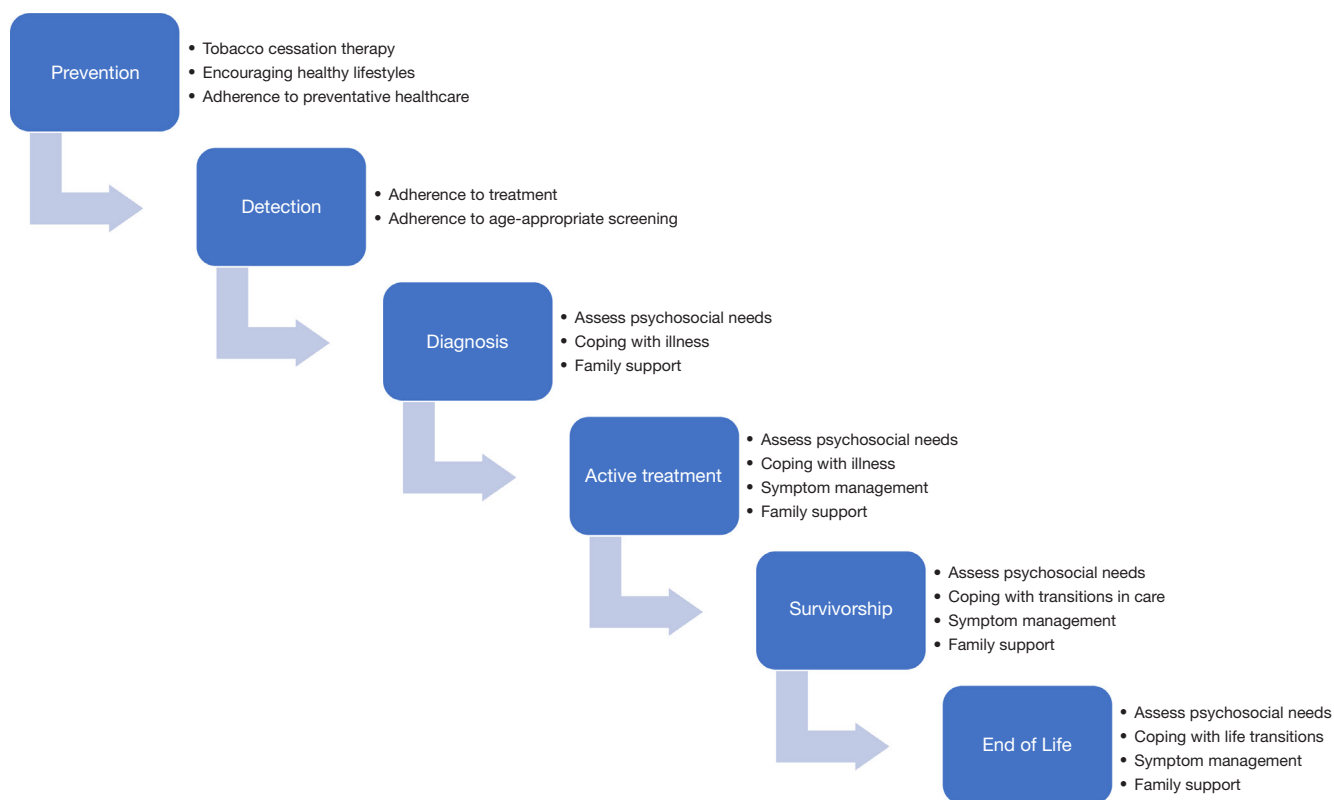 Prevention
• Tobacco cessation therapy
• Encouraging healthy lifestyles
• Adherence to preventative healthcare
Detection
• Adherence to treatment
• Adherence to age-appropriate screening
Diagnosis
• Assess psychosocial needs
• Coping with illness
• Family support
Active treatment
• Assess psychosocial needs
• Coping with illness
• Symptom management
• Family support
Survivorship
• Assess psychosocial needs
• Coping with transitions in care
• Symptom management
• Family support
End of Life
• Assess psychosocial needs
• Coping with life transitions
• Symptom management
• Family support